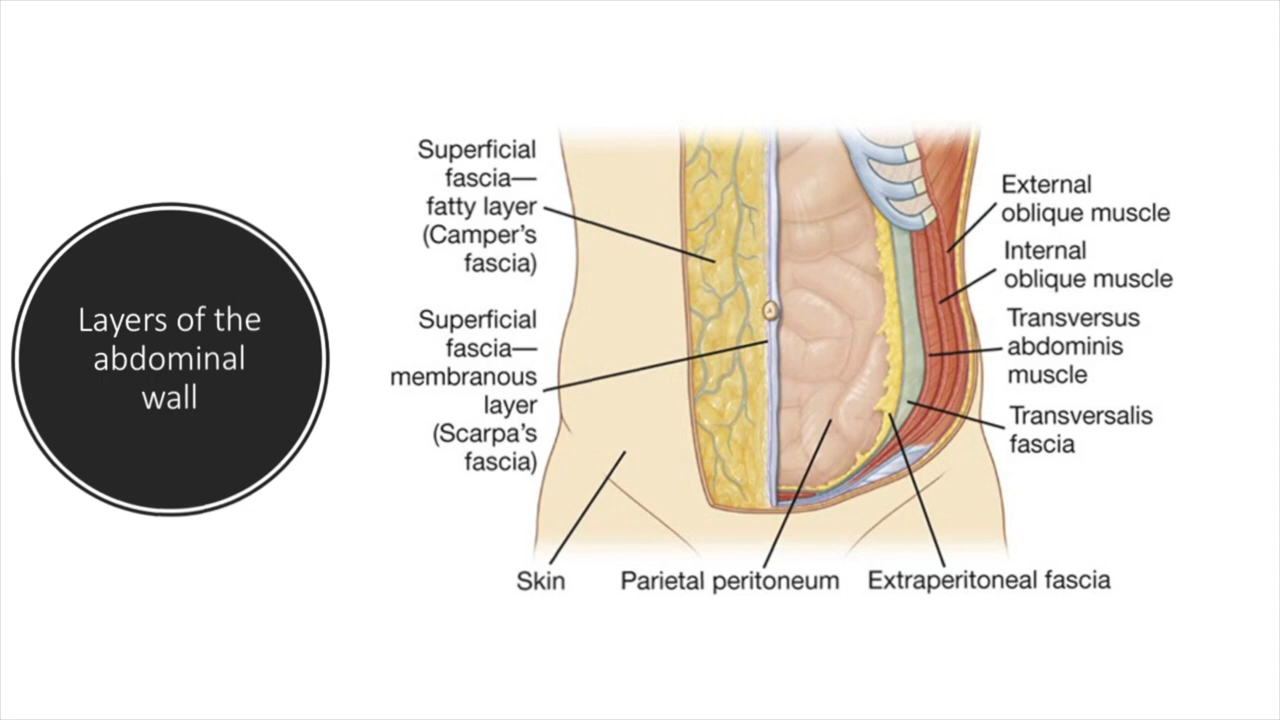 Layers of the
abdominal
wall
Superficial
fascia—
fatty layer
(Camper's
fascia)
Superficial
fascia—
membranous
layer
(Scarpa's
fascia)
External
oblique muscle
Internal
oblique muscle
Transversus
abdominis
muscle
Transversalis
fascia
Skin
Parietal peritoneum
Extraperitoneal fascia